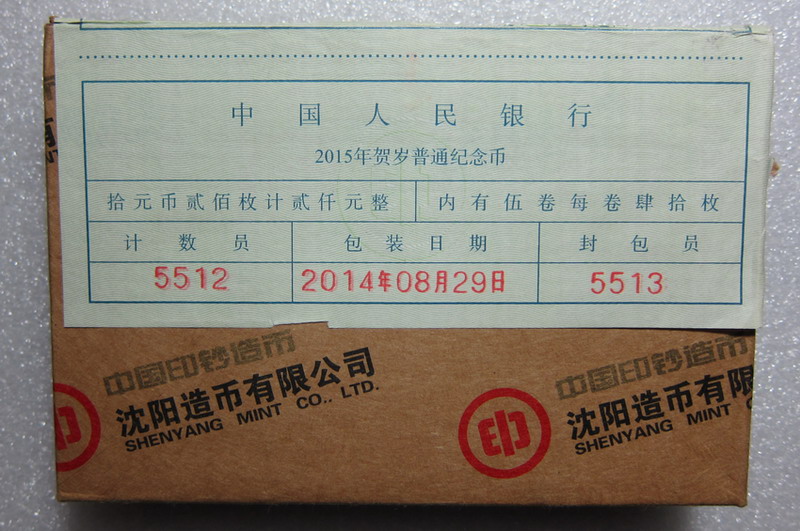 中国人民银行
2015年贺岁普通纪念币
拾元币贰佰枚计贰仟元整 内有伍卷每卷肆拾枚
计数员 包装日期 封包员
5512 2014年08月29日 5513
中国印钞造币 中国印钞造币
沈阳造币有限公司 沈阳造币有限
SHENYANG MINT CO., LTD. SHENYANG MINT